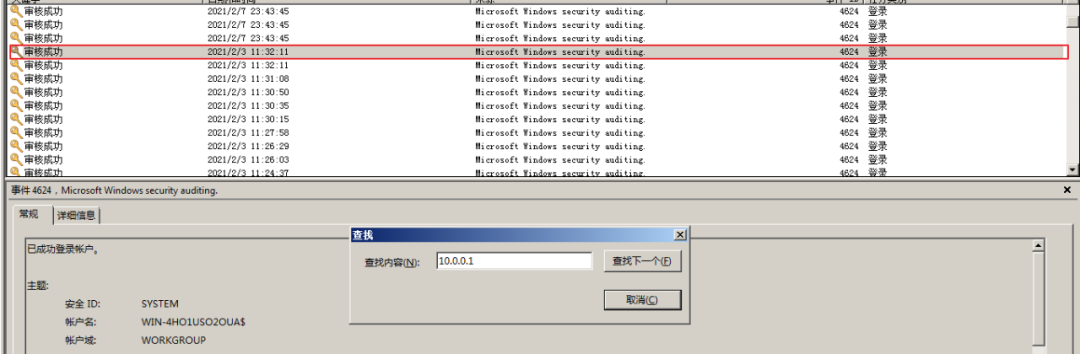 审核成功 2021/2/7 23:43:45 Microsoft Windows security auditing. 4624 登录
审核成功 2021/2/7 23:43:45 Microsoft Windows security auditing. 4624 登录
审核成功 2021/2/7 23:43:45 Microsoft Windows security auditing. 4624 登录
审核成功 2021/2/3 11:32:11 Microsoft Windows security auditing. 4624 登录
审核成功 2021/2/3 11:32:11 Microsoft Windows security auditing. 4624 登录
审核成功 2021/2/3 11:31:08 Microsoft Windows security auditing. 4624 登录
审核成功 2021/2/3 11:30:50 Microsoft Windows security auditing. 4624 登录
审核成功 2021/2/3 11:30:35 Microsoft Windows security auditing. 4624 登录
审核成功 2021/2/3 11:30:15 Microsoft Windows security auditing. 4624 登录
审核成功 2021/2/3 11:27:58 Microsoft Windows security auditing. 4624 登录
审核成功 2021/2/3 11:26:29 Microsoft Windows security auditing. 4624 登录
审核成功 2021/2/3 11:26:03 Microsoft Windows security auditing. 4624 登录
审核成功 2021/2/3 11:24:37 Microsoft Windows security auditing. 4624 登录
事件 4624，Microsoft Windows security auditing.
常规 详细信息
已成功登录帐户。
主题:
安全 ID: SYSTEM
帐户名: WIN-4HO1USO2OUA$
帐户域: WORKGROUP
查找
查找内容(N): 10.0.0.1 查找下一个(F)
取消(C)